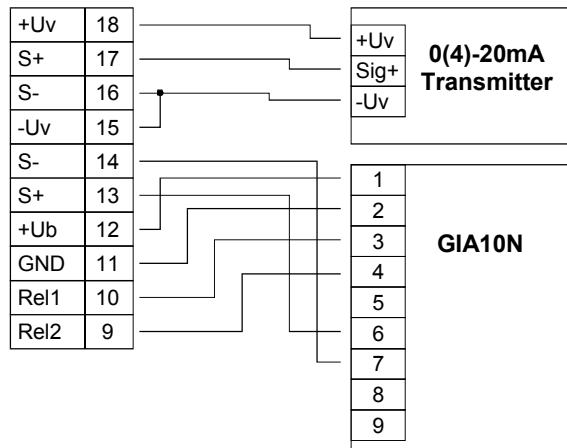 +Uv 18
S+ 17
S- 16
-Uv 15
S- 14
S+ 13
+Ub 12
GND 11
Rel1 10
Rel2 9
+Uv
Sig+
-Uv
0(4)-20mA
Transmitter
1
2
3
4
5
6
7
8
9
GIA10N